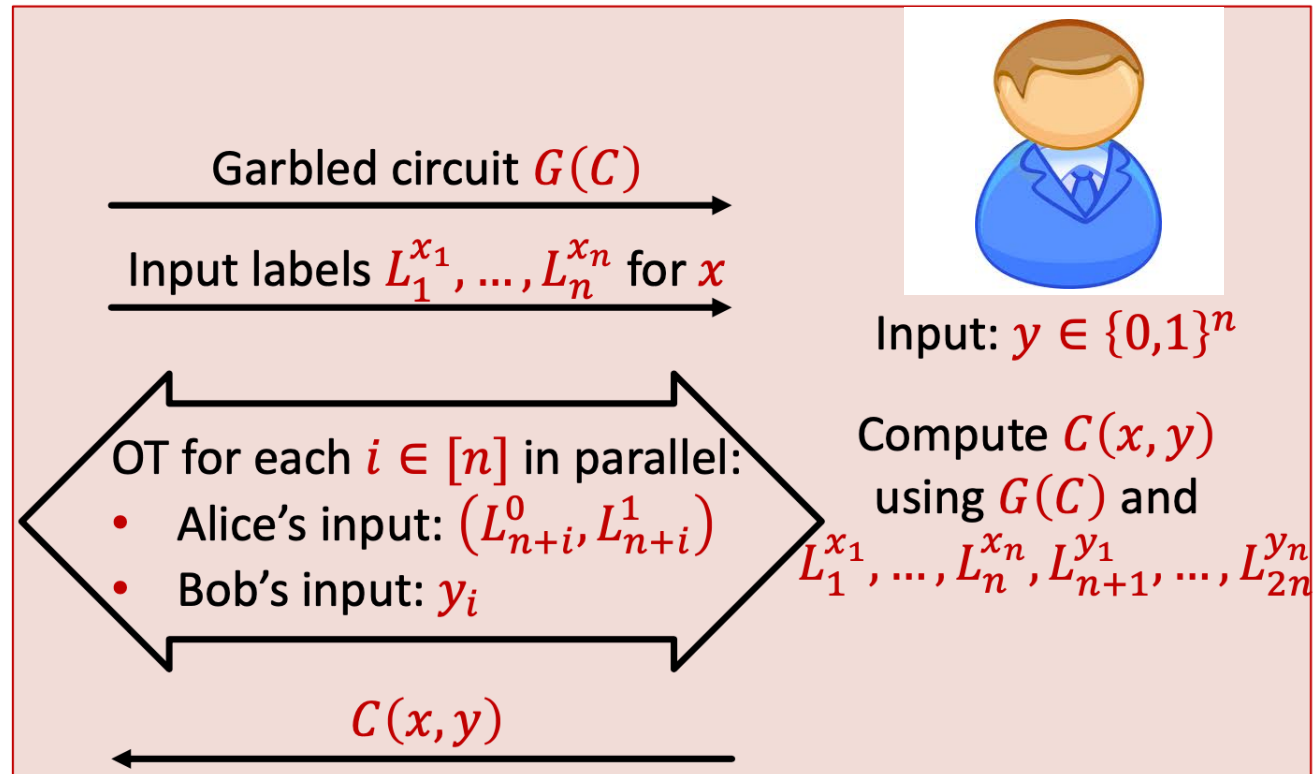 Garbled circuit G(C)
Input labels L_1^{x_1}, ..., L_n^{x_n} for x
Input: y ∈ {0,1}^n
OT for each i ∈ [n] in parallel:
• Alice's input: (L_{n+i}^0, L_{n+i}^1)
• Bob's input: y_i
Compute C(x, y)
using G(C) and
L_1^{x_1}, ..., L_n^{x_n}, L_{n+1}^{y_1}, ..., L_{2n}^{y_n}
C(x, y)